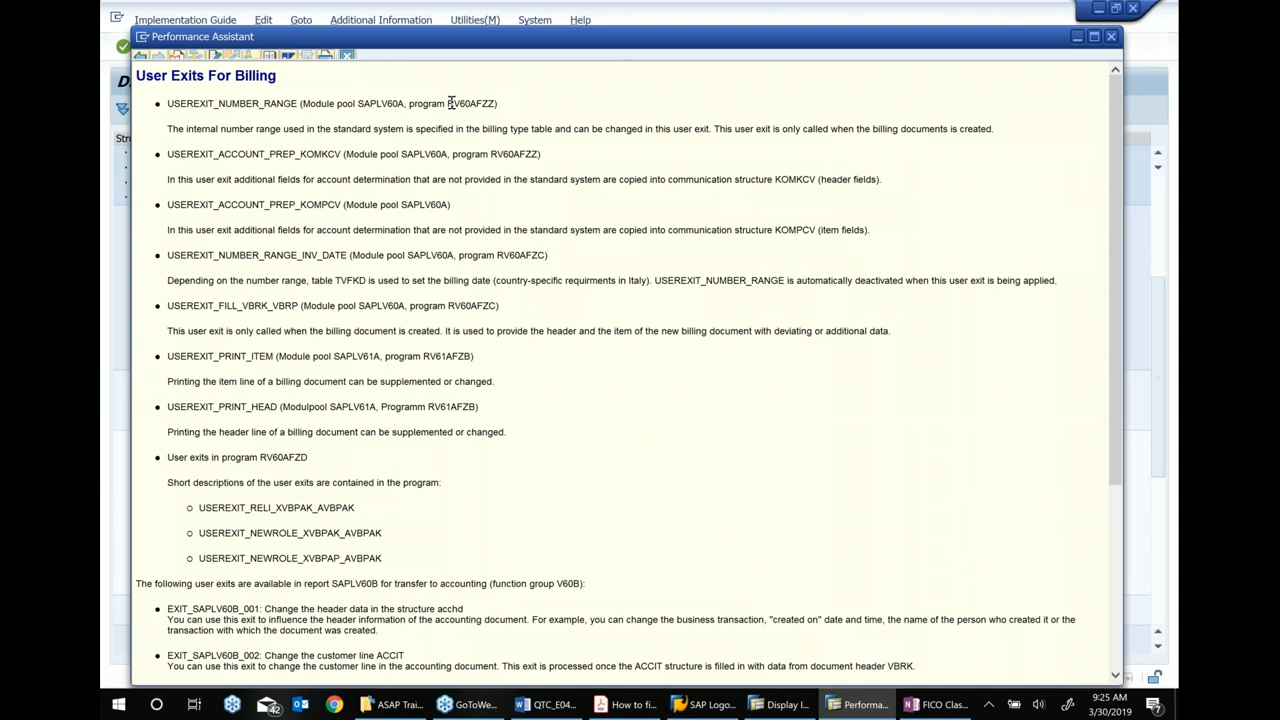 Implementation Guide Edit Goto Additional Information Utilities(M) System Help
Performance Assistant
User Exits For Billing
USEREXIT_NUMBER_RANGE (Module pool SAPLV60A, program RV60AFZZ)
The internal number range used in the standard system is specified in the billing type table and can be changed in this user exit. This user exit is only called when the billing documents is created.
USEREXIT_ACCOUNT_PREP_KOMKCV (Module pool SAPLV60A, program RV60AFZZ)
In this user exit additional fields for account determination that are not provided in the standard system are copied into communication structure KOMKCV (header fields).
USEREXIT_ACCOUNT_PREP_KOMPCV (Module pool SAPLV60A)
In this user exit additional fields for account determination that are not provided in the standard system are copied into communication structure KOMPCV (item fields).
USEREXIT_NUMBER_RANGE_INV_DATE (Module pool SAPLV60A, program RV60AFZC)
Depending on the number range, table TVFKD is used to set the billing date (country-specific requirments in Italy). USEREXIT_NUMBER_RANGE is automatically deactivated when this user exit is being applied.
USEREXIT_FILL_VBRK_VBRP (Module pool SAPLV60A, program RV60AFZC)
This user exit is only called when the billing document is created. It is used to provide the header and the item of the new billing document with deviating or additional data.
USEREXIT_PRINT_ITEM (Module pool SAPLV61A, program RV61AFZB)
Printing the item line of a billing document can be supplemented or changed.
USEREXIT_PRINT_HEAD (Modulpool SAPLV61A, Programm RV61AFZB)
Printing the header line of a billing document can be supplemented or changed.
User exits in program RV60AFZD
Short descriptions of the user exits are contained in the program:
USEREXIT_RELI_XVBPAK_AVBPAK
USEREXIT_NEWROLE_XVBPAK_AVBPAK
USEREXIT_NEWROLE_XVBPAP_AVBPAK
The following user exits are available in report SAPLV60B for transfer to accounting (function group V60B):
EXIT_SAPLV60B_001: Change the header data in the structure acchd
You can use this exit to influence the header information of the accounting document. For example, you can change the business transaction, "created on" date and time, the name of the person who created it or the
transaction with which the document was created.
EXIT_SAPLV60B_002: Change the customer line ACCIT
You can use this exit to change the customer line in the accounting document. This exit is processed once the ACCIT structure is filled in with data from document header VBRK.
ASAP Trai... GoToWe... QTC_E04... How to fi... SAP Logo... Display I... Performa... FICO Clas...
9:25 AM
3/30/2019